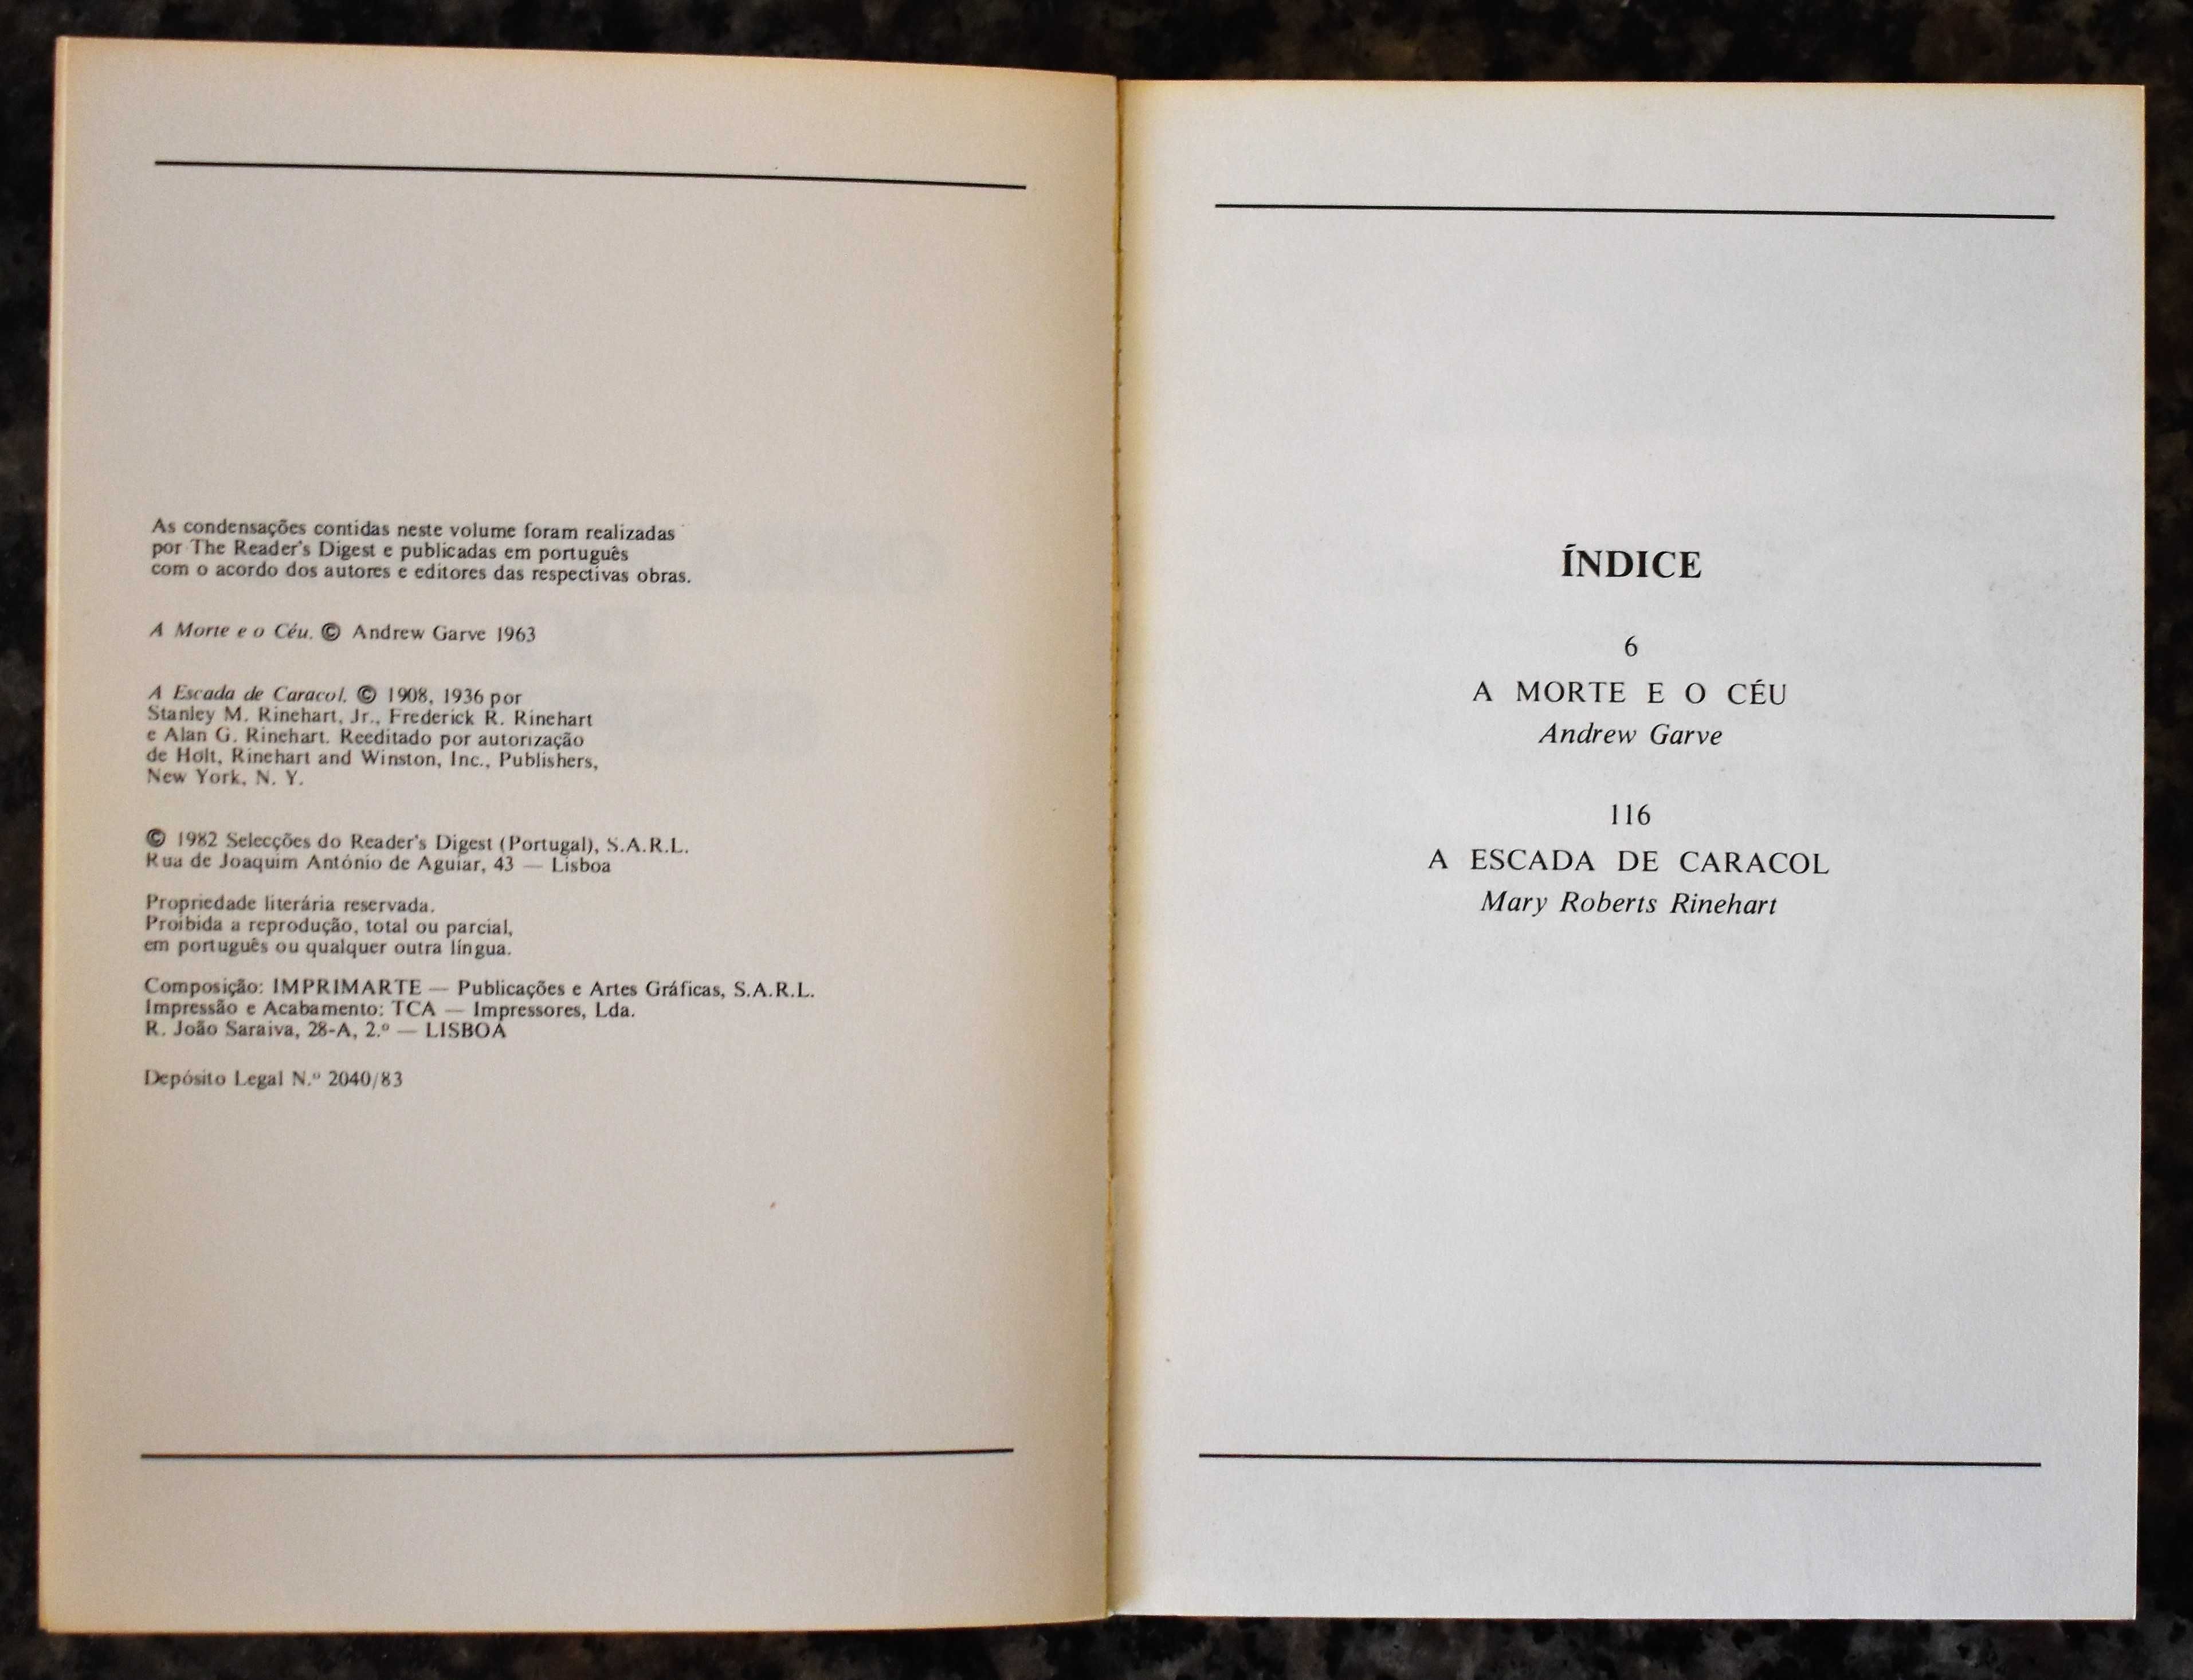 As condensações contidas neste volume foram realizadas
por The Reader's Digest e publicadas em português
com o acordo dos autores e editores das respectivas obras.
A Morte e o Céu. © Andrew Garve 1963
A Escada de Caracol. © 1908, 1936 por
Stanley M. Rinehart, Jr., Frederick R. Rinehart
e Alan G. Rinehart. Reeditado por autorização
de Holt, Rinehart and Winston, Inc., Publishers,
New York, N. Y.
© 1982 Selecções do Reader's Digest (Portugal), S.A.R.L.
Rua de Joaquim António de Aguiar, 43 — Lisboa
Propriedade literária reservada.
Proibida a reprodução, total ou parcial,
em português ou qualquer outra língua.
Composição: IMPRIMARTE — Publicações e Artes Gráficas, S.A.R.L.
Impressão e Acabamento: TCA — Impressores, Lda.
R. João Saraiva, 28-A, 2.º — LISBOA
Depósito Legal N.º 2040/83
ÍNDICE
6
A MORTE E O CÉU
Andrew Garve
116
A ESCADA DE CARACOL
Mary Roberts Rinehart